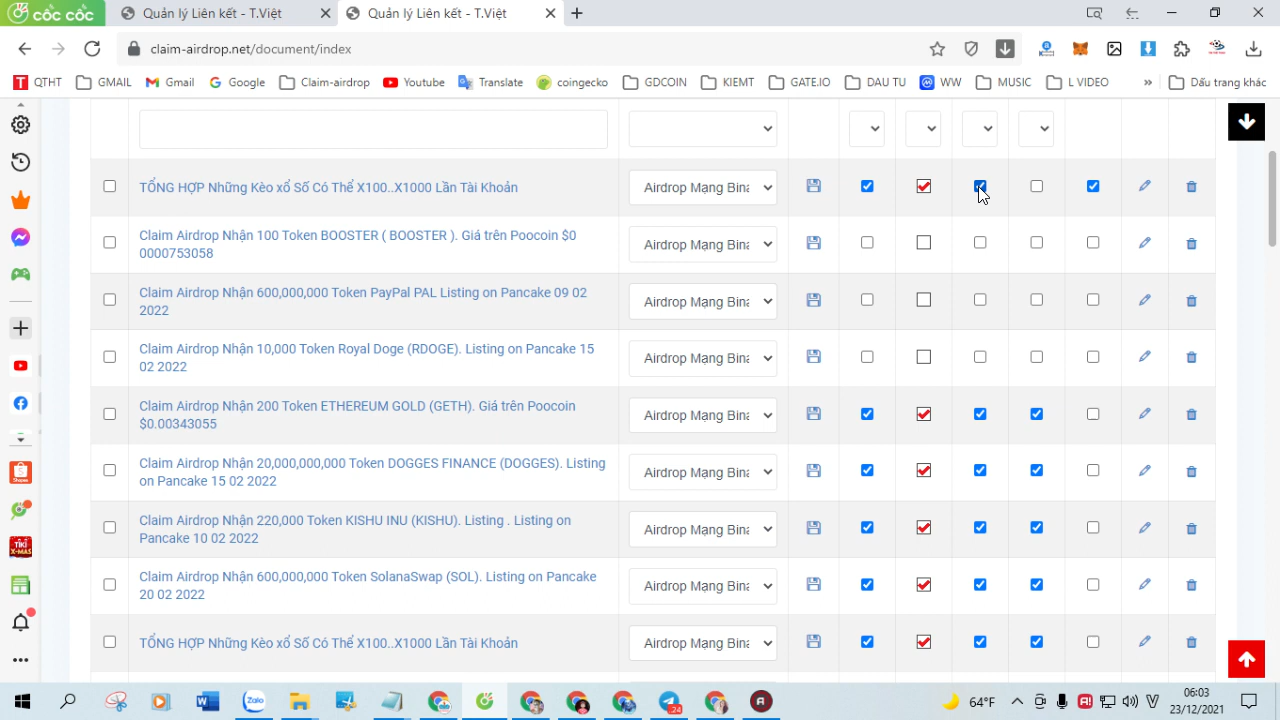 cốc cốc
Quản lý kết - T.Việt
Quản lý kết - T.Việt
claim-airdrop.net/document/index
QTHT
GMAIL
Gmail
Google
Claim-airdrop
Youtube
Translate
coingecko
GDCOIN
KIEMT
GATE.IO
DAU TU
WW
MUSIC
L VIDEO
»
Dấu trang khác
TỔNG HỢP Những Kèo xổ Số Có Thể X100..X1000 Lần Tài Khoản
Airdrop Mạng Bina
Claim Airdrop Nhận 100 Token BOOSTER ( BOOSTER ). Giá trên Poocoin $0
0000753058
Airdrop Mạng Bina
Claim Airdrop Nhận 600,000,000 Token PayPal PAL Listing on Pancake 09 02
2022
Airdrop Mạng Bina
Claim Airdrop Nhận 10,000 Token Royal Doge (RDOGE). Listing on Pancake 15
02 2022
Airdrop Mạng Bina
Claim Airdrop Nhận 200 Token ETHEREUM GOLD (GETH). Giá trên Poocoin
$0.00343055
Airdrop Mạng Bina
Claim Airdrop Nhận 20,000,000,000 Token DOGGES FINANCE (DOGGES). Listing
on Pancake 15 02 2022
Airdrop Mạng Bina
Claim Airdrop Nhận 220,000 Token KISHU INU (KISHU). Listing . Listing on
Pancake 10 02 2022
Airdrop Mạng Bina
Claim Airdrop Nhận 600,000,000 Token SolanaSwap (SOL). Listing on Pancake
20 02 2022
Airdrop Mạng Bina
TỔNG HỢP Những Kèo xổ Số Có Thể X100..X1000 Lần Tài Khoản
Airdrop Mạng Bina
Shopee
TIKI
X-MAS
Zalo
24
64°F
06:03
23/12/2021